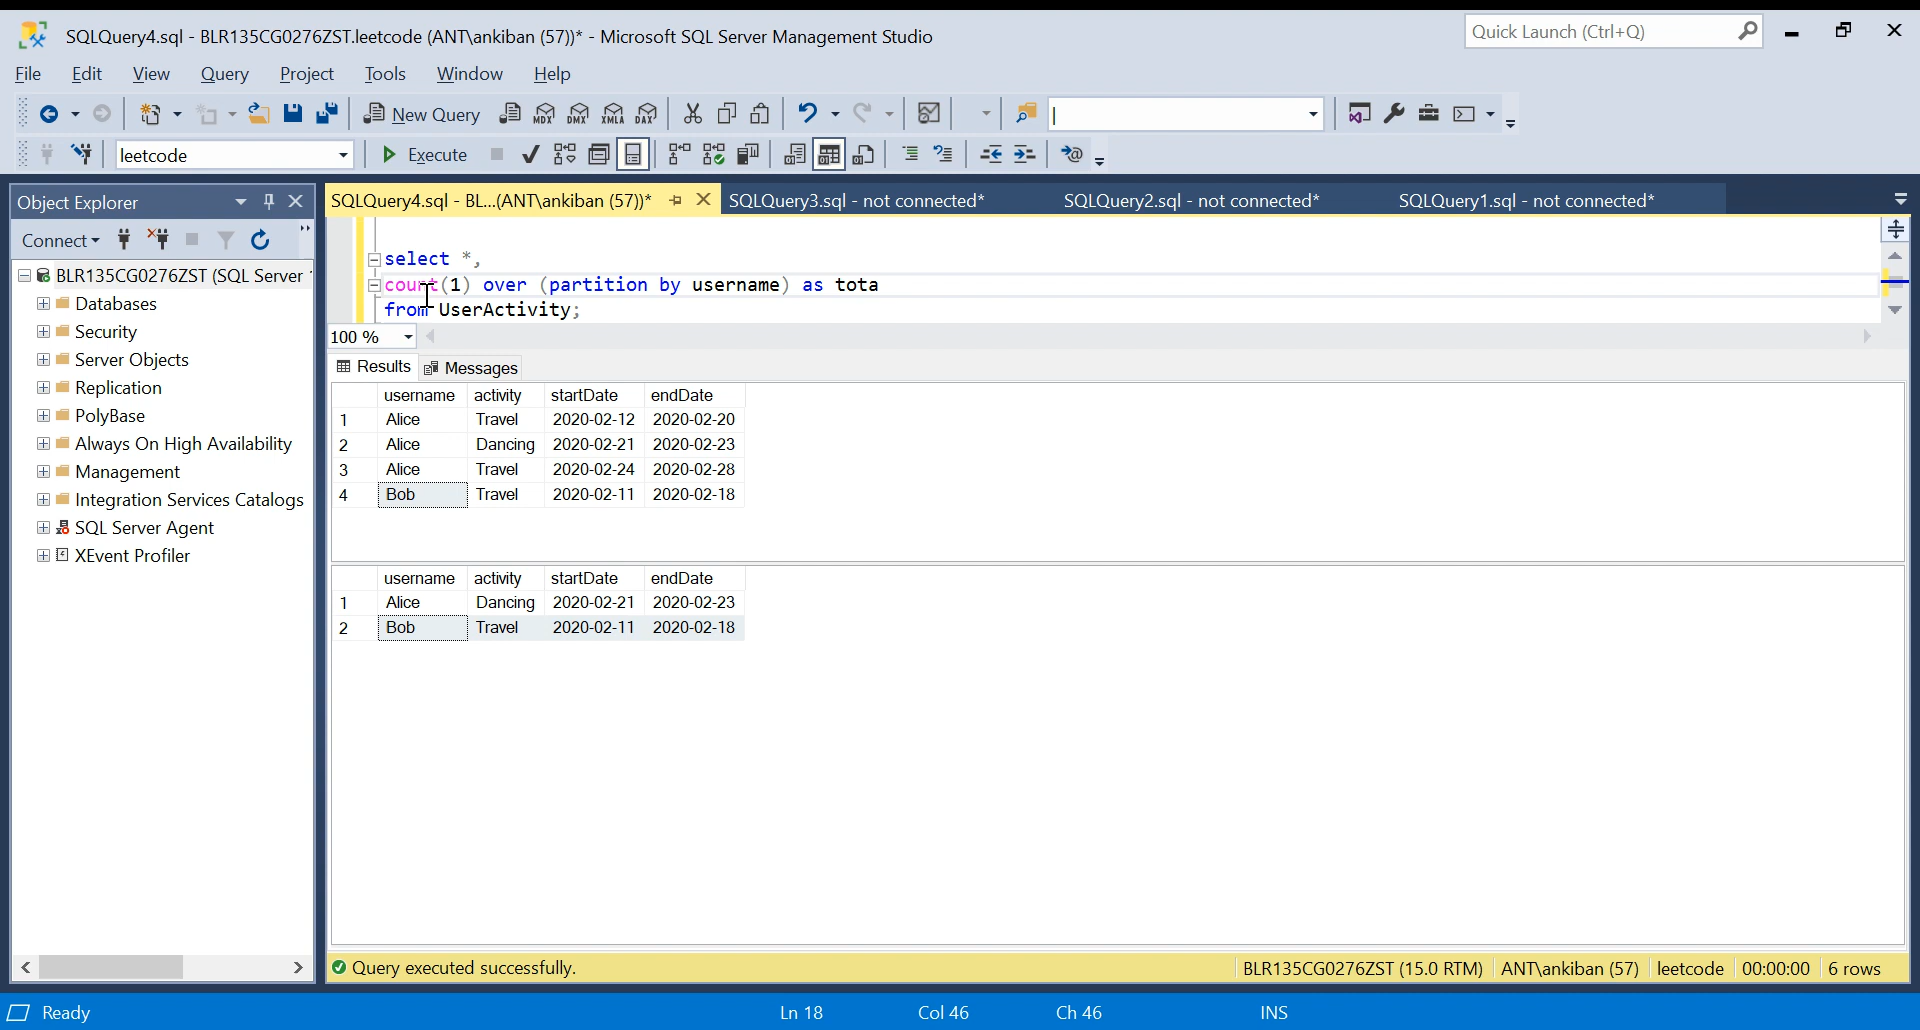 SQLQuery4.sql - BLR135CG0276ZST.leetcode (ANT\ankiban (57))* - Microsoft SQL Server Management Studio
Quick Launch (Ctrl+Q)
File Edit View Query Project Tools Window Help
New Query MDX DMX XMLA DAX
leetcode Execute
Object Explorer
SQLQuery4.sql - BL...(ANT\ankiban (57))* SQLQuery3.sql - not connected* SQLQuery2.sql - not connected* SQLQuery1.sql - not connected*
Connect
BLR135CG0276ZST (SQL Server
Databases
Security
Server Objects
Replication
PolyBase
Always On High Availability
Management
Integration Services Catalogs
SQL Server Agent
XEvent Profiler
select *,
count(1) over (partition by username) as tota
from UserActivity;
100 %
Results Messages
username activity startDate endDate
1 Alice Travel 2020-02-12 2020-02-20
2 Alice Dancing 2020-02-21 2020-02-23
3 Alice Travel 2020-02-24 2020-02-28
4 Bob Travel 2020-02-11 2020-02-18
username activity startDate endDate
1 Alice Dancing 2020-02-21 2020-02-23
2 Bob Travel 2020-02-11 2020-02-18
Query executed successfully. BLR135CG0276ZST (15.0 RTM) ANT\ankiban (57) leetcode 00:00:00 6 rows
Ready Ln 18 Col 46 Ch 46 INS